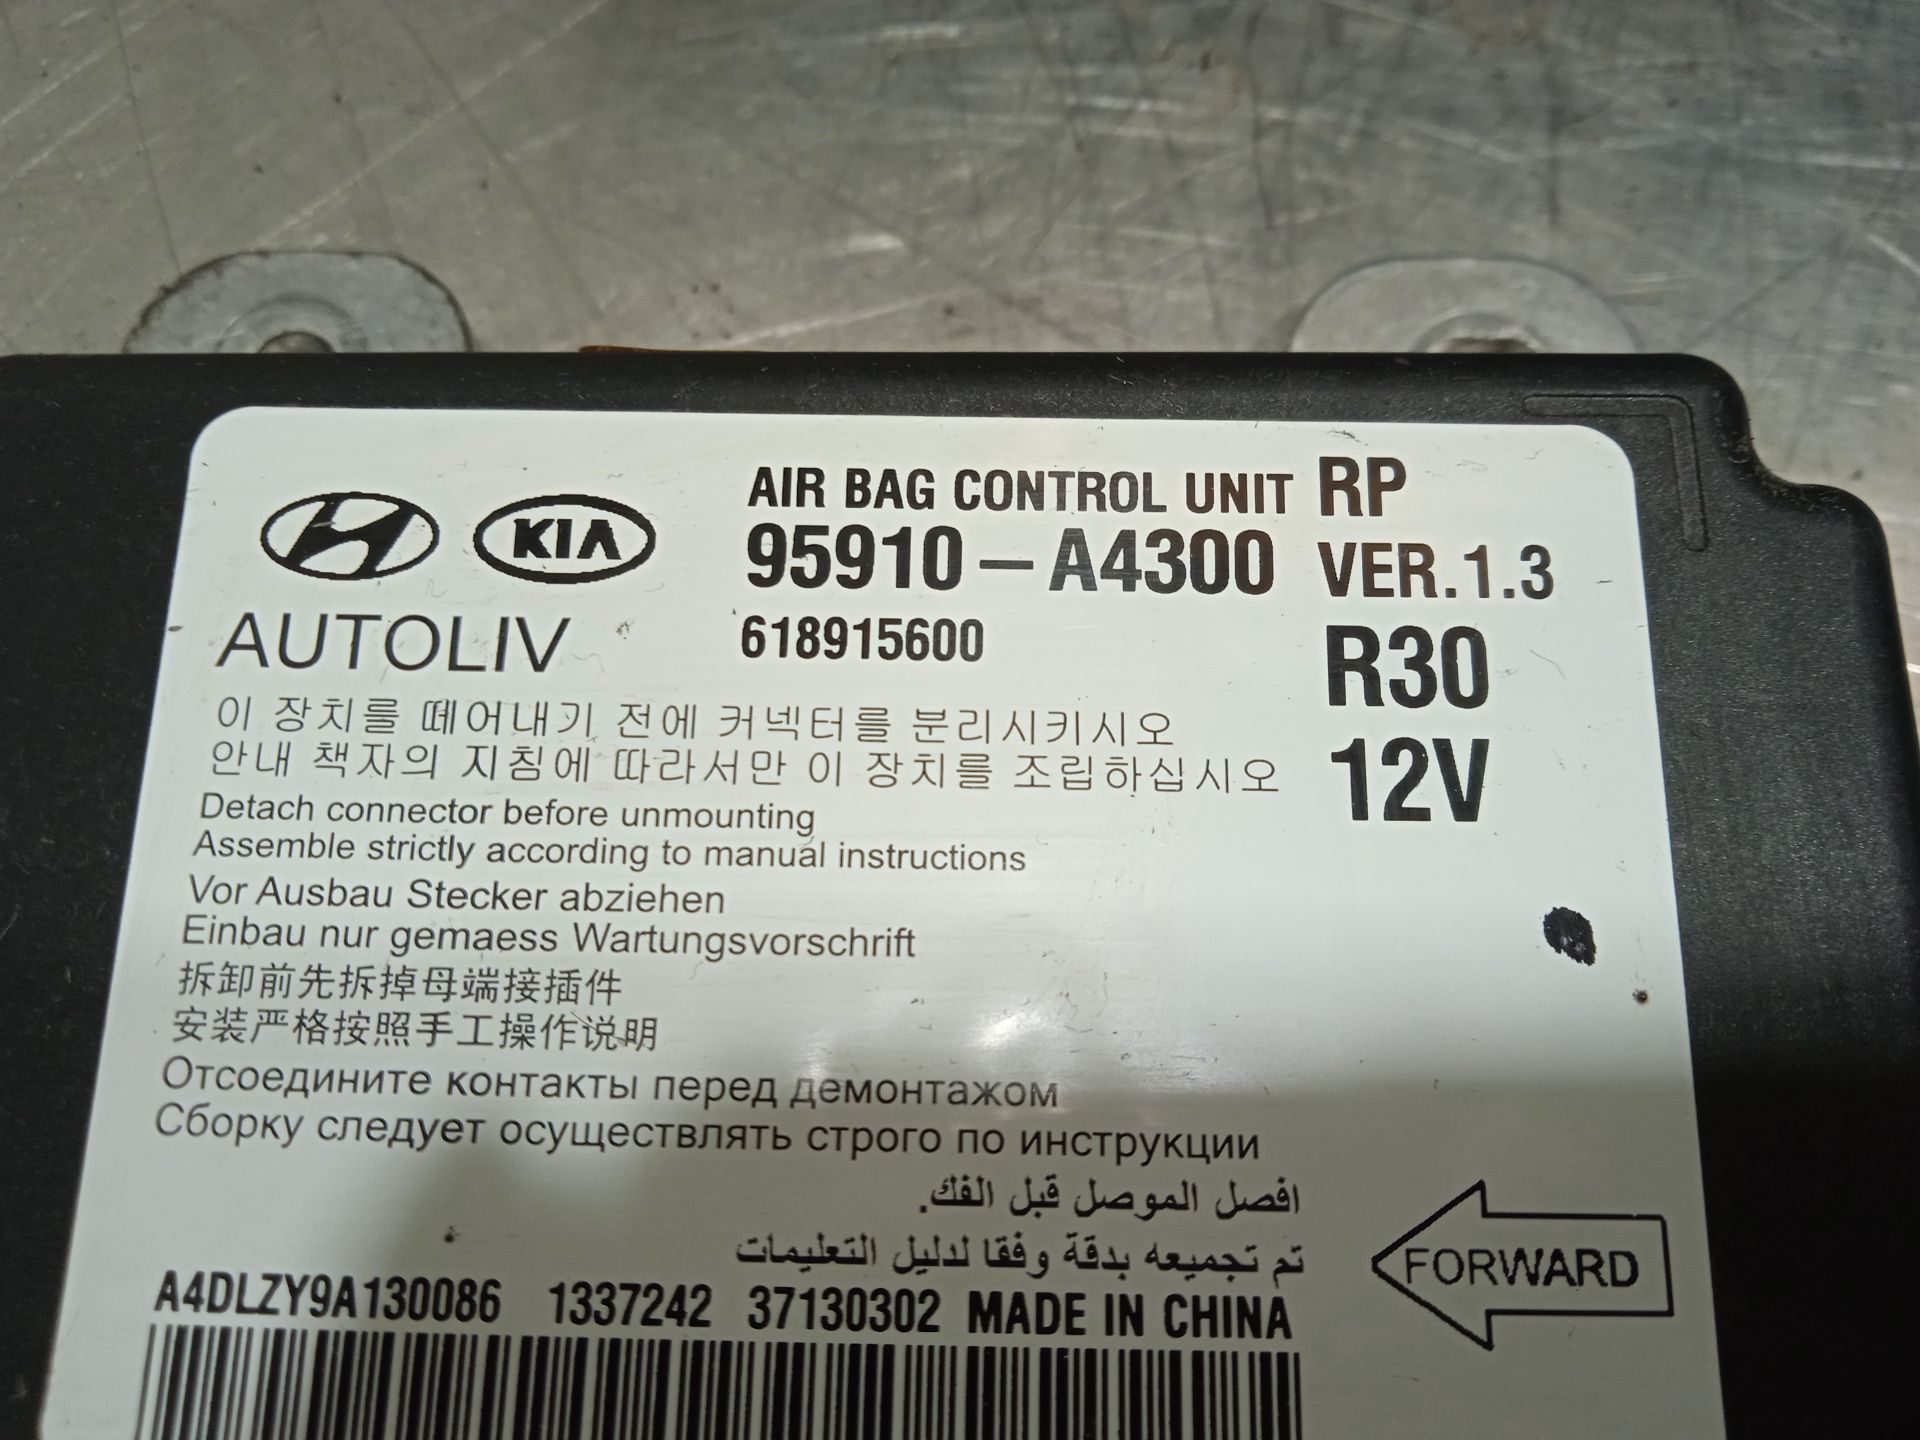 KIA
AIR BAG CONTROL UNIT RP
95910-A4300 VER.1.3
AUTOLIV
618915600
R30
12V
이 장치를 떼어내기 전에 커넥터를 분리시키시오
안내 책자의 지침에 따라서만 이 장치를 조립하십시오
Detach connector before unmounting
Assemble strictly according to manual instructions
Vor Ausbau Stecker abziehen
Einbau nur gemaess Wartungsvorschrift
拆卸前先拆掉母端接插件
安装严格按照手工操作说明
Отсоедините контакты перед демонтажом
Сборку следует осуществлять строго по инструкции
افصل الموصل قبل الفك.
تم تجميعه بدقة وفقا لدليل التعليمات
FORWARD
A4DLZY9A130086 1337242 37130302 MADE IN CHINA